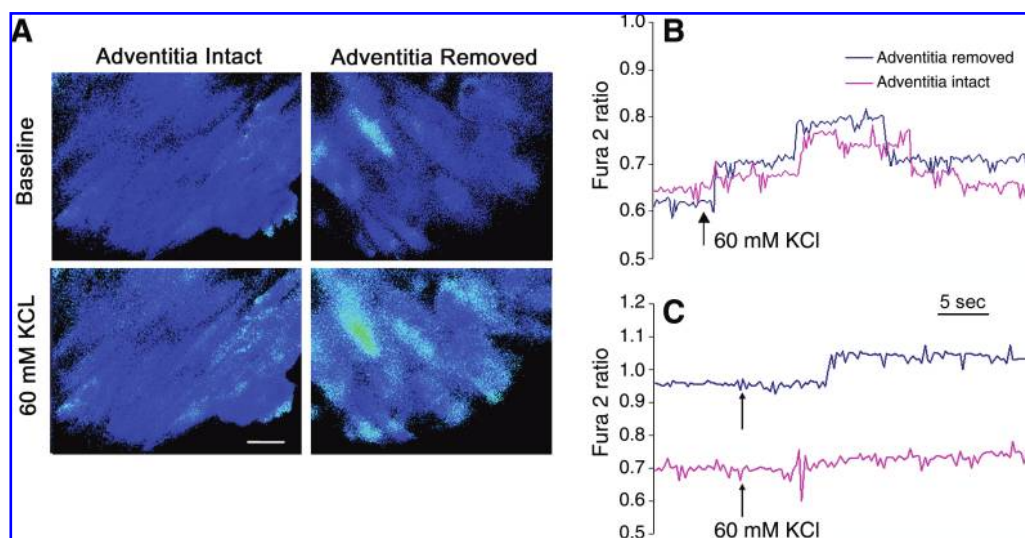 A
Adventitia Intact
Adventitia Removed
Baseline
60 mM KCL
B
Fura 2 ratio
1.0
0.9
0.8
0.7
0.6
0.5
Adventitia removed
Adventitia intact
60 mM KCl
C
Fura 2 ratio
1.2
1.1
1.0
0.9
0.8
0.7
0.6
0.5
5 sec
60 mM KCl